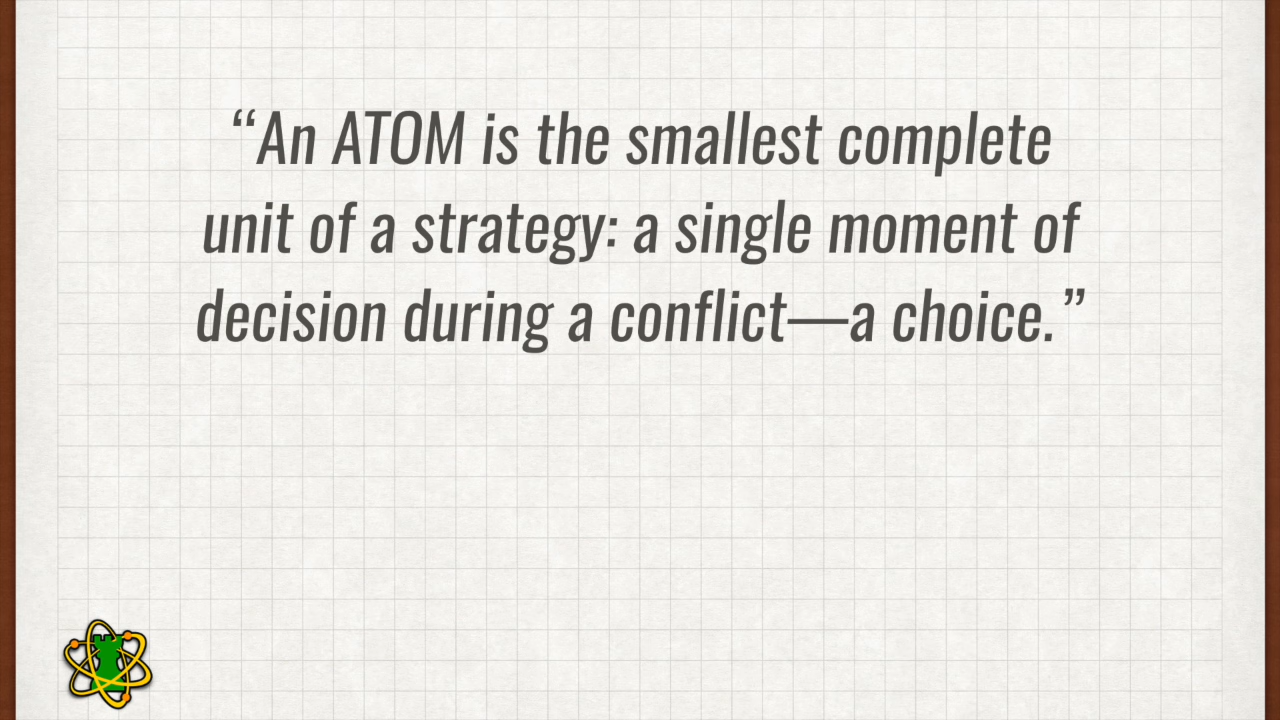 “An ATOM is the smallest complete
unit of a strategy: a single moment of
decision during a conflict—a choice.”